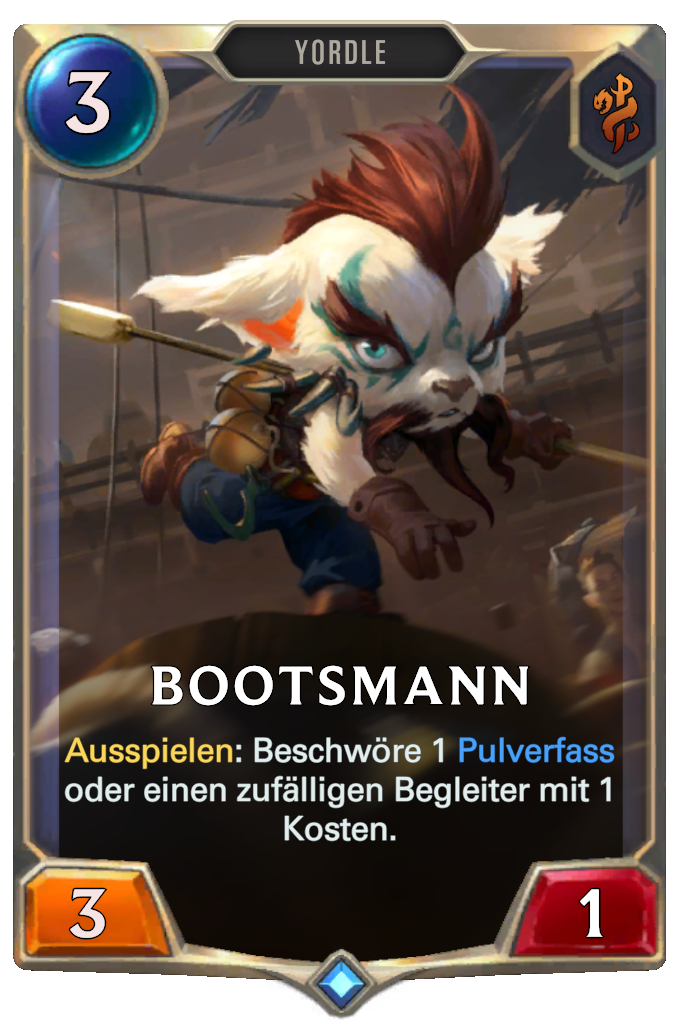 YORDLE
3
BOOTSMANN
Ausspielen: Beschwöre 1 Pulverfass
oder einen zufälligen Begleiter mit 1
Kosten.
3
1